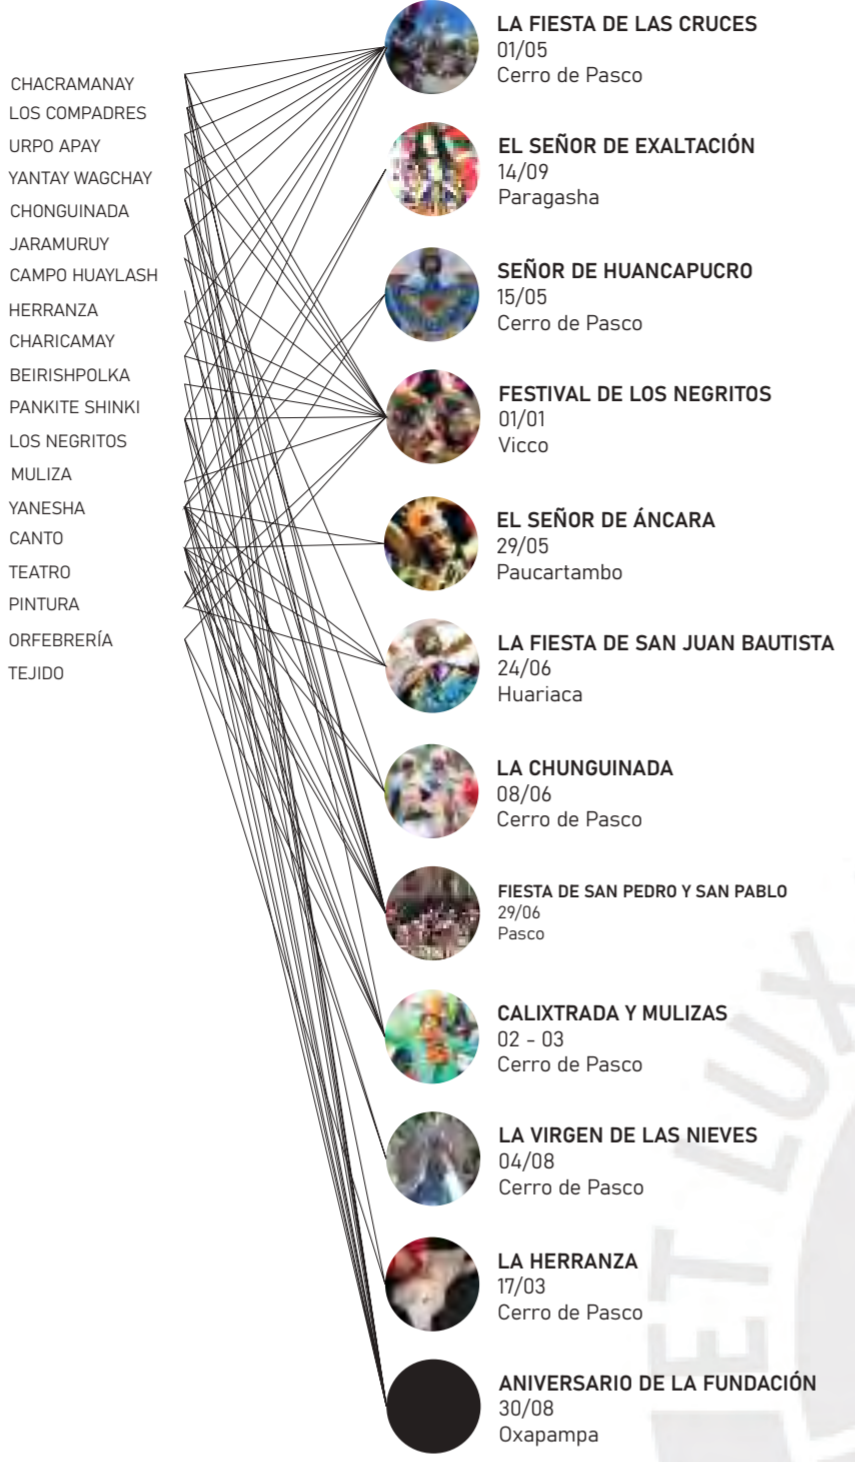 CHACRAMANAY
LOS COMPADRES
URPO APAY
YANTAY WAGCHAY
CHONGUINADA
JARAMURUY
CAMPO HUAYLASH
HERRANZA
CHARICAMAY
BEIRISHPOLKA
PANKITE SHINKI
LOS NEGRITOS
MULIZA
YANESHA
CANTO
TEATRO
PINTURA
ORFEBRERÍA
TEJIDO
LA FIESTA DE LAS CRUCES
01/05
Cerro de Pasco
EL SEÑOR DE EXALTACIÓN
14/09
Paragasha
SEÑOR DE HUANCAPUCRO
15/05
Cerro de Pasco
FESTIVAL DE LOS NEGRITOS
01/01
Vicco
EL SEÑOR DE ÁNCARA
29/05
Paucartambo
LA FIESTA DE SAN JUAN BAUTISTA
24/06
Huariaca
LA CHUNGUINADA
08/06
Cerro de Pasco
FIESTA DE SAN PEDRO Y SAN PABLO
29/06
Pasco
CALIXTRADA Y MULIZAS
02 - 03
Cerro de Pasco
LA VIRGEN DE LAS NIEVES
04/08
Cerro de Pasco
LA HERRANZA
17/03
Cerro de Pasco
ANIVERSARIO DE LA FUNDACIÓN
30/08
Oxapampa
ET LUX